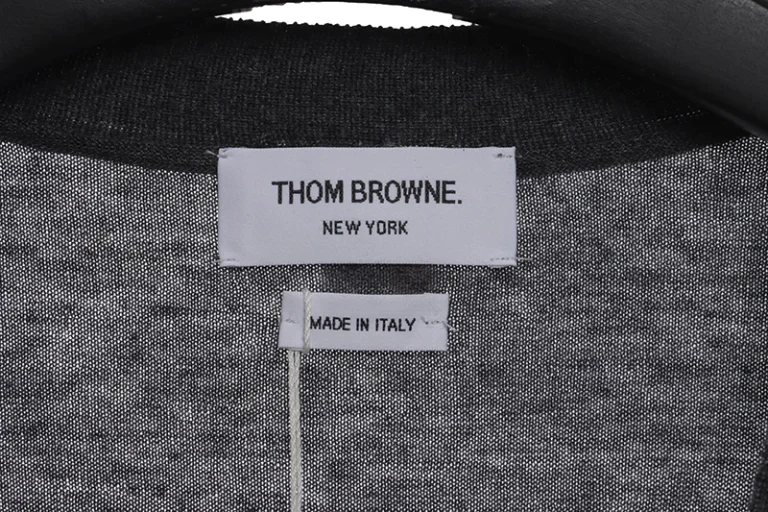 THOM BROWNE.
NEW YORK
MADE IN ITALY